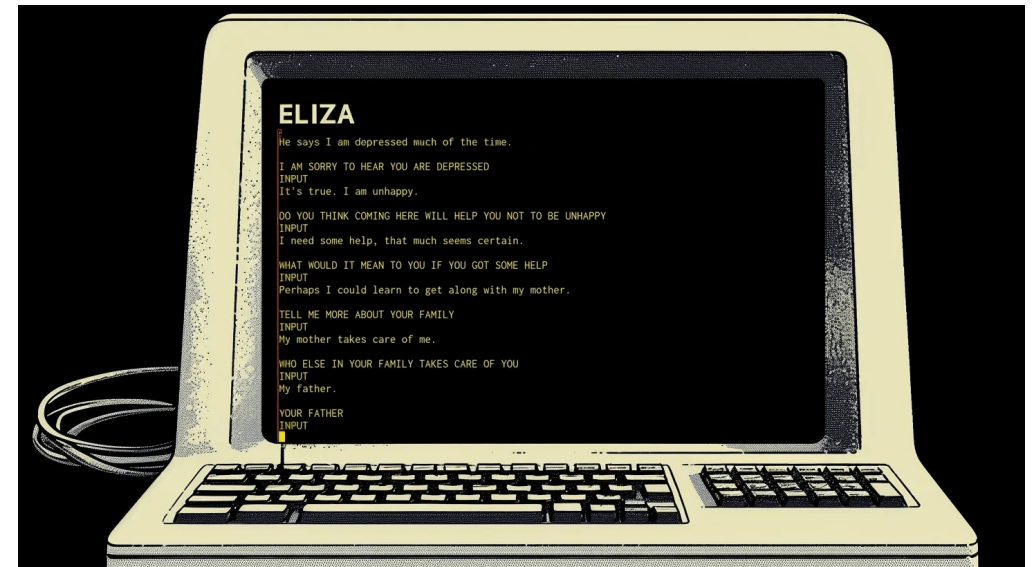 ELIZA
He says I am depressed much of the time.
I AM SORRY TO HEAR YOU ARE DEPRESSED
INPUT
It's true. I am unhappy.
DO YOU THINK COMING HERE WILL HELP YOU NOT TO BE UNHAPPY
INPUT
I need some help, that much seems certain.
WHAT WOULD IT MEAN TO YOU IF YOU GOT SOME HELP
INPUT
Perhaps I could learn to get along with my mother.
TELL ME MORE ABOUT YOUR FAMILY
INPUT
My mother takes care of me.
WHO ELSE IN YOUR FAMILY TAKES CARE OF YOU
INPUT
My father.
YOUR FATHER
INPUT